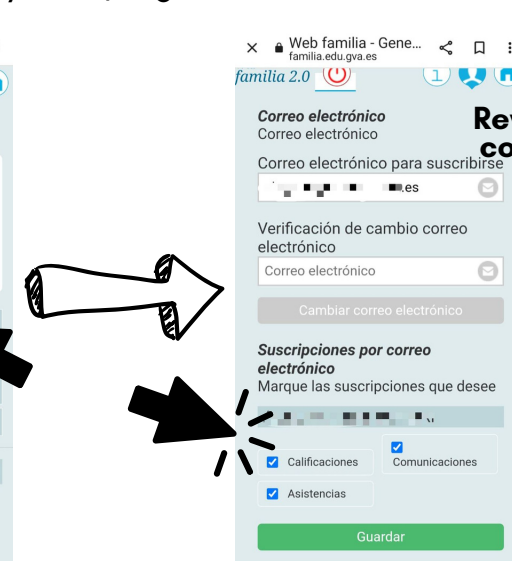 Web familia - Gene...
familia.edu.gva.es
familia 2.0
Correo electrónico
Correo electrónico
Correo electrónico para suscribirse
.es
Verificación de cambio correo
electrónico
Correo electrónico
Cambiar correo electrónico
Suscripciones por correo
electrónico
Marque las suscripciones que desee
Calificaciones
Comunicaciones
Asistencias
Guardar